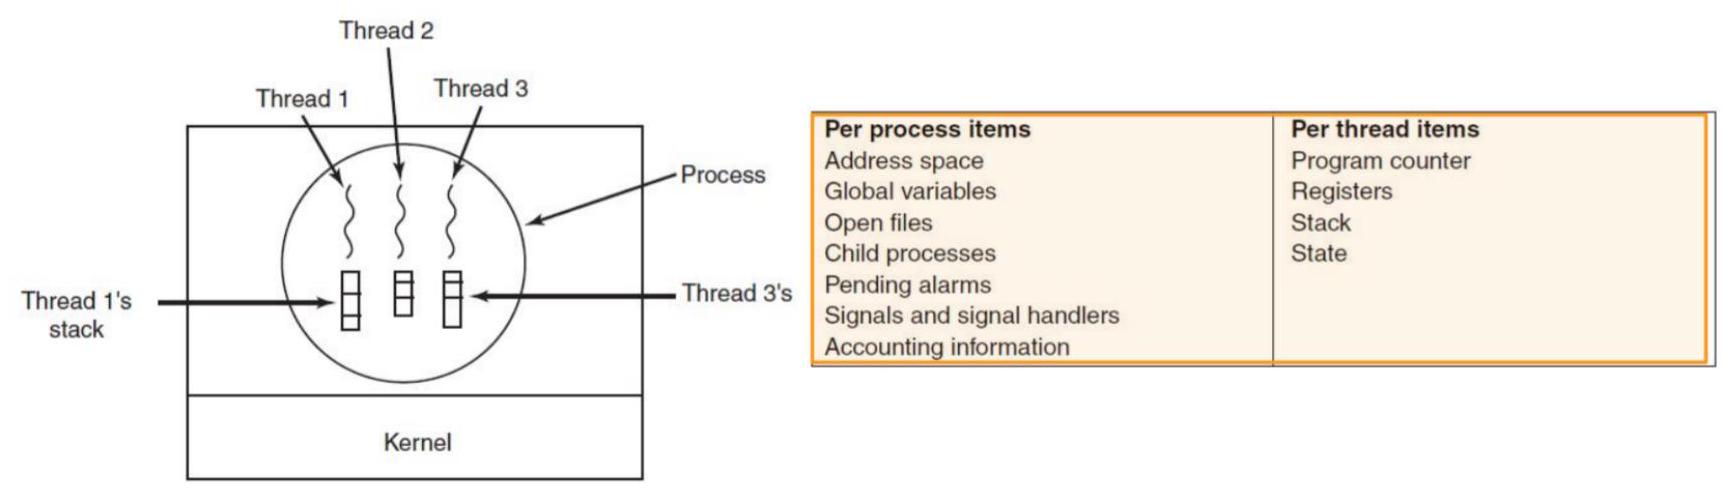 Thread 2
Thread 1
Thread 3
Process
Thread 1's
stack
Thread 3's
Kernel
Per process items
Address space
Global variables
Open files
Child processes
Pending alarms
Signals and signal handlers
Accounting information
Per thread items
Program counter
Registers
Stack
State